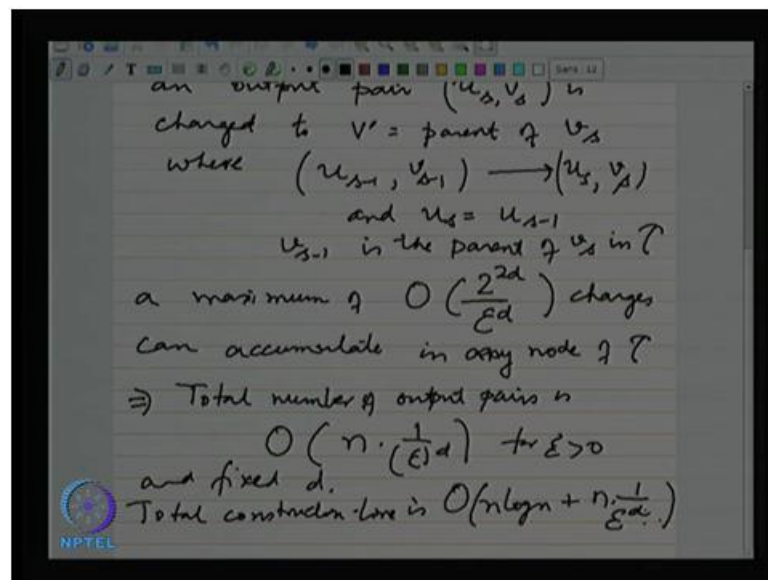 T Sans 12
an output pair (u_s, v_s) is
changed to V' = parent of v_s
where (u_{s-1}, v_{s-1}) ⟶ (u_s, v_s)
and u_s = u_{s-1}
v_{s-1} is the parent of v_s in T
a maximum of O(2^{2d}/ε^d) changes
can accumulate in any node of T
⇒ Total number of output pairs is
O(n · 1/(ε)^d) for ε>0
and fixed d.
Total construction time is O(n log n + n · 1/ε^d)
NPTEL